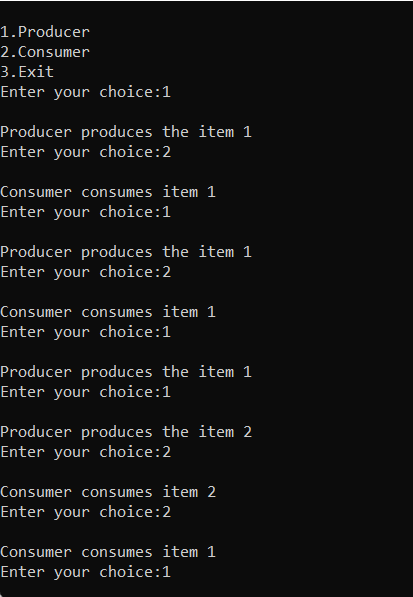 1.Producer
2.Consumer
3.Exit
Enter your choice:1
Producer produces the item 1
Enter your choice:2
Consumer consumes item 1
Enter your choice:1
Producer produces the item 1
Enter your choice:2
Consumer consumes item 1
Enter your choice:1
Producer produces the item 1
Enter your choice:1
Producer produces the item 2
Enter your choice:2
Consumer consumes item 2
Enter your choice:2
Consumer consumes item 1
Enter your choice:1